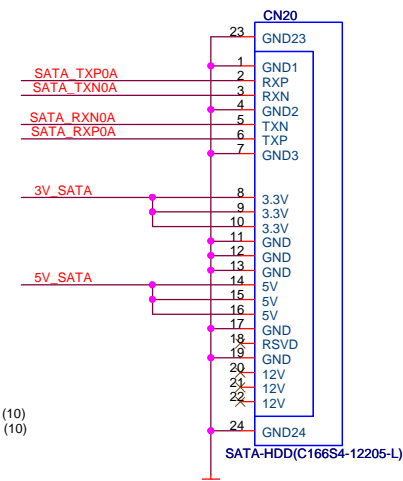 CN20
23 GND23
1 GND1
SATA_TXP0A 2 RXP
SATA_TXN0A 3 RXN
4 GND2
SATA_RXN0A 5 TXN
SATA_RXP0A 6 TXP
7 GND3
3V_SATA 8 3.3V
9 3.3V
10 3.3V
11 GND
12 GND
13 GND
5V_SATA 14 5V
15 5V
16 5V
17 GND
18 RSVD
19 GND
20 12V
21 12V
22 12V
(10)
(10)
24 GND24
SATA-HDD(C166S4-12205-L)